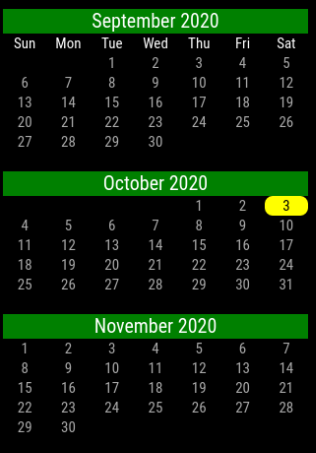 September 2020
Sun Mon Tue Wed Thu Fri Sat
1 2 3 4 5
6 7 8 9 10 11 12
13 14 15 16 17 18 19
20 21 22 23 24 25 26
27 28 29 30
October 2020
1 2 3
4 5 6 7 8 9 10
11 12 13 14 15 16 17
18 19 20 21 22 23 24
25 26 27 28 29 30 31
November 2020
1 2 3 4 5 6 7
8 9 10 11 12 13 14
15 16 17 18 19 20 21
22 23 24 25 26 27 28
29 30